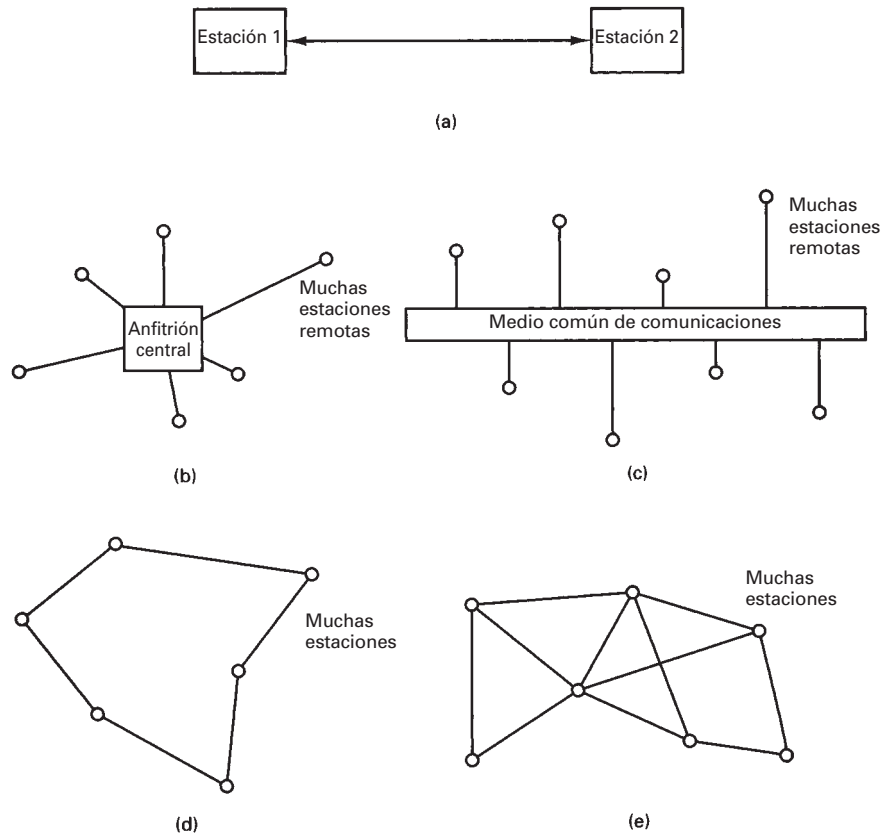 Estación 1
Estación 2
(a)
Muchas
estaciones
remotas
Anfitrión
central
(b)
Muchas
estaciones
remotas
Medio común de comunicaciones
(c)
Muchas
estaciones
(d)
Muchas
estaciones
(e)